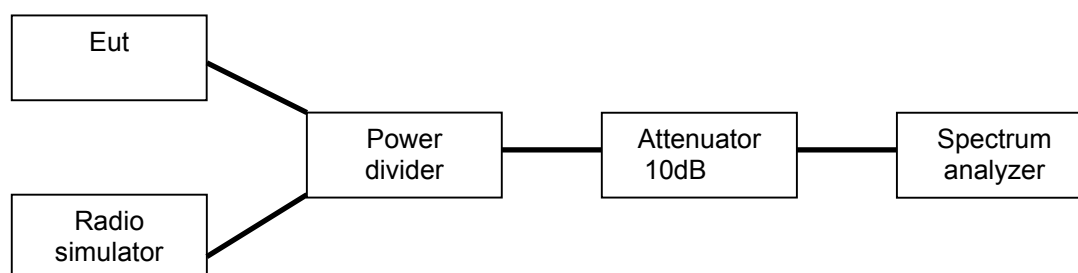 Eut
Power
divider
Attenuator
10dB
Spectrum
analyzer
Radio
simulator